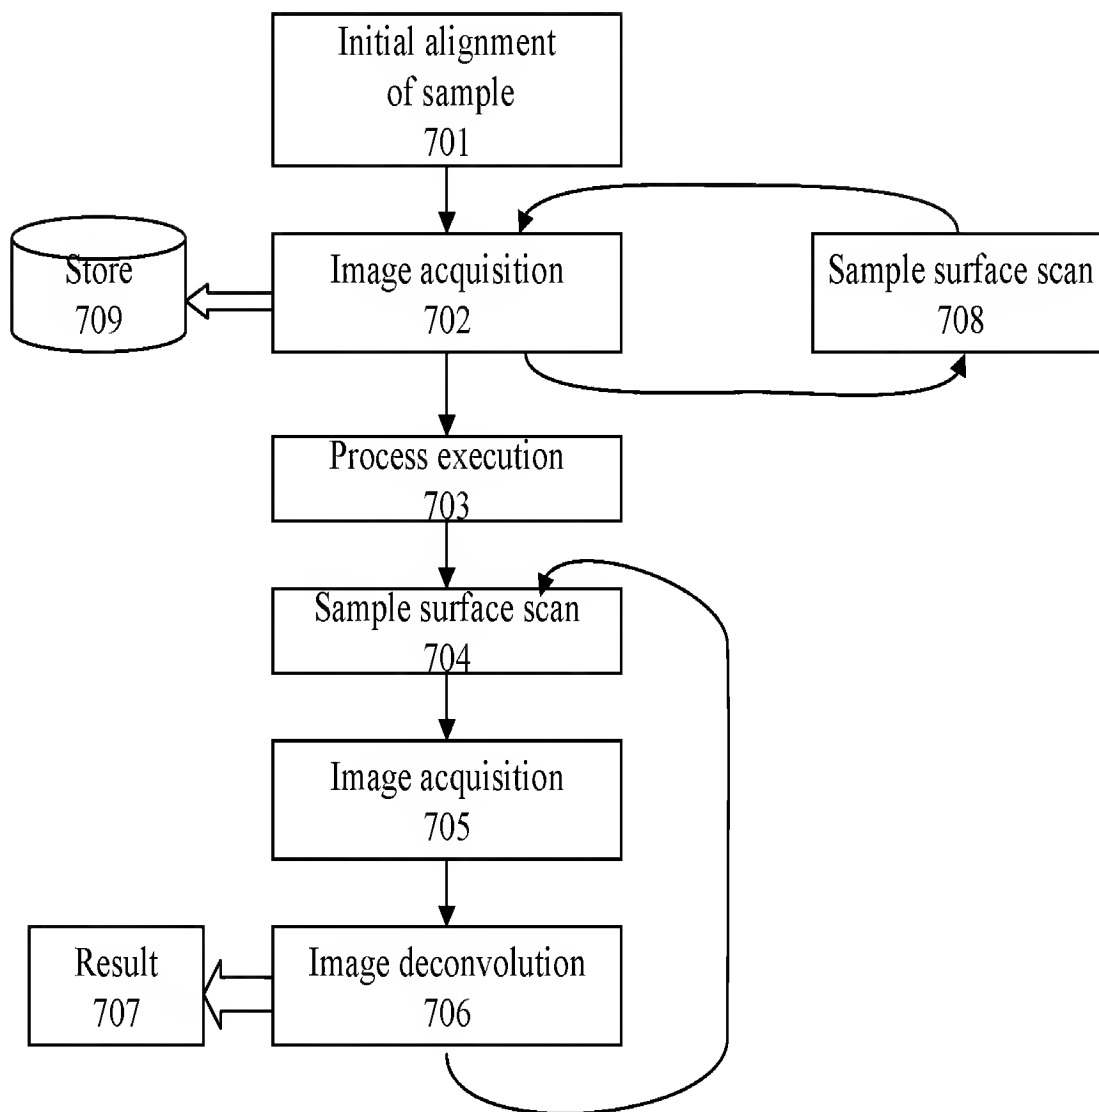 Initial alignment
of sample
701
Store
709
Image acquisition
702
Sample surface scan
708
Process execution
703
Sample surface scan
704
Image acquisition
705
Result
707
Image deconvolution
706